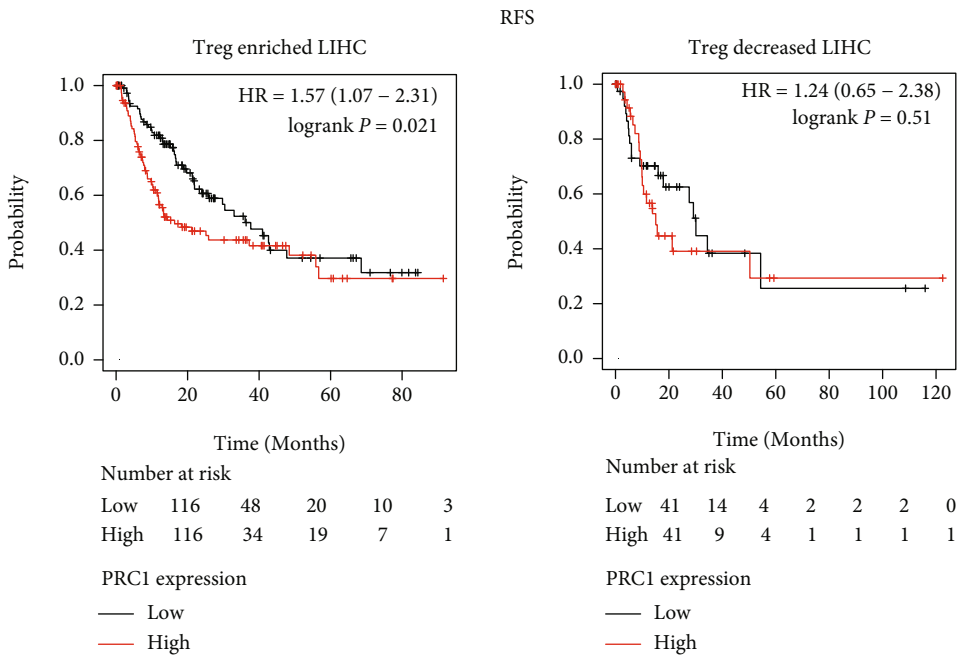 RFS
Treg enriched LIHC
HR = 1.57 (1.07 – 2.31)
logrank P = 0.021
Probability
1.0
0.8
0.6
0.4
0.2
0.0
0 20 40 60 80
Time (Months)
Number at risk
Low 116 48 20 10 3
High 116 34 19 7 1
PRC1 expression
Low
High
Treg decreased LIHC
HR = 1.24 (0.65 – 2.38)
logrank P = 0.51
Probability
1.0
0.8
0.6
0.4
0.2
0.0
0 20 40 60 80 100 120
Time (Months)
Number at risk
Low 41 14 4 2 2 2 0
High 41 9 4 1 1 1 1
PRC1 expression
Low
High